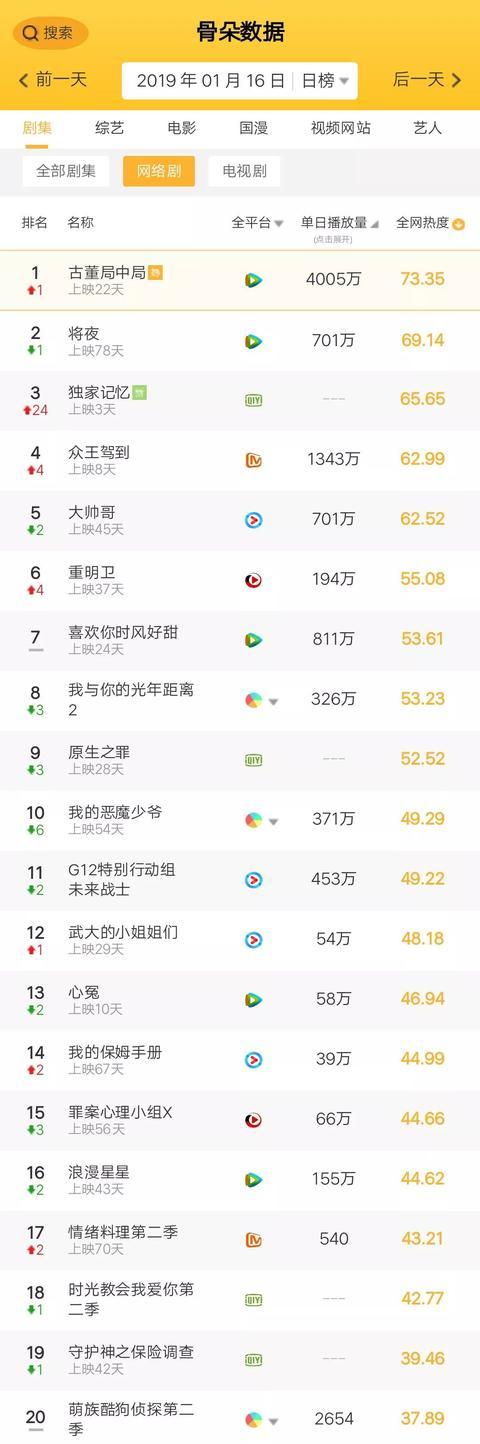 搜索
骨朵数据
前一天
2019 年 01 月 16 日 日榜
后一天
剧集 综艺 电影 国漫 视频网站 艺人
全部剧集 网络剧 电视剧
排名 名称 全平台 单日播放量 全网热度
(点击展开)
1 古董局中局 热 4005万 73.35
1 上映22天
2 将夜 701万 69.14
1 上映78天
3 独家记忆 新 --- 65.65
24 上映3天
4 众王驾到 1343万 62.99
4 上映8天
5 大帅哥 701万 62.52
2 上映45天
6 重明卫 194万 55.08
4 上映37天
7 喜欢你时风好甜 811万 53.61
上映24天
8 我与你的光年距离 326万 53.23
3 2
9 原生之罪 --- 52.52
3 上映28天
10 我的恶魔少爷 371万 49.29
6 上映54天
11 G12特别行动组 453万 49.22
2 未来战士
12 武大的小姐姐们 54万 48.18
1 上映29天
13 心冤 58万 46.94
2 上映10天
14 我的保姆手册 39万 44.99
2 上映67天
15 罪案心理小组X 66万 44.66
3 上映56天
16 浪漫星星 155万 44.62
2 上映43天
17 情绪料理第二季 540 43.21
2 上映70天
18 时光教会我爱你第 --- 42.77
1 二季
19 守护神之保险调查 --- 39.46
1 上映42天
20 萌族酷狗侦探第二 2654 37.89
季